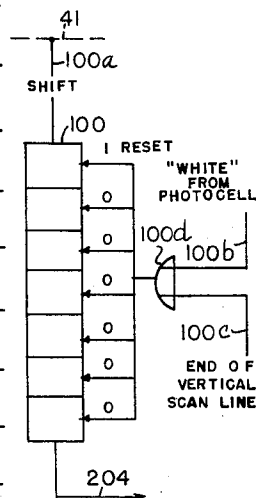 41
100a
SHIFT
100
1 RESET
"WHITE"
FROM
PHOTOCELL
0
100d
100b
0
0
0
100c
0
0
END OF
VERTICAL
SCAN LINE
204